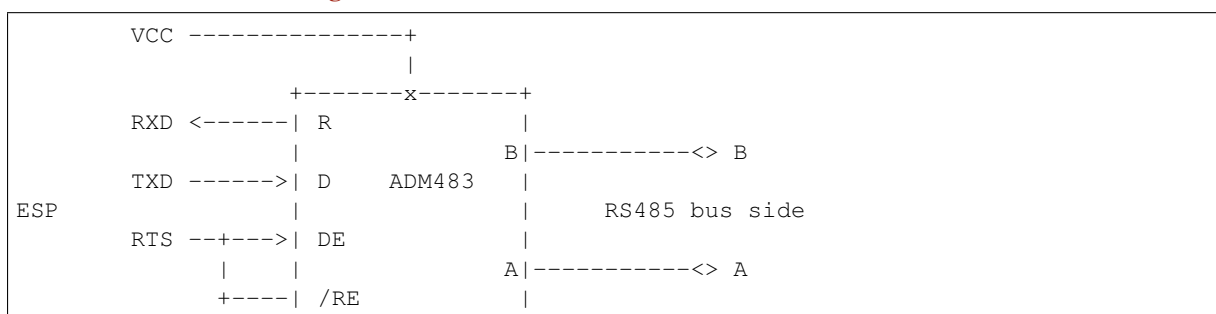 VCC ---------------+
|
+-------x-------+
RXD <------| R |
| B|-----------<> B
TXD ------>| D ADM483 |
ESP | | RS485 bus side
RTS --+--->| DE |
| | A|-----------<> A
+----| /RE |